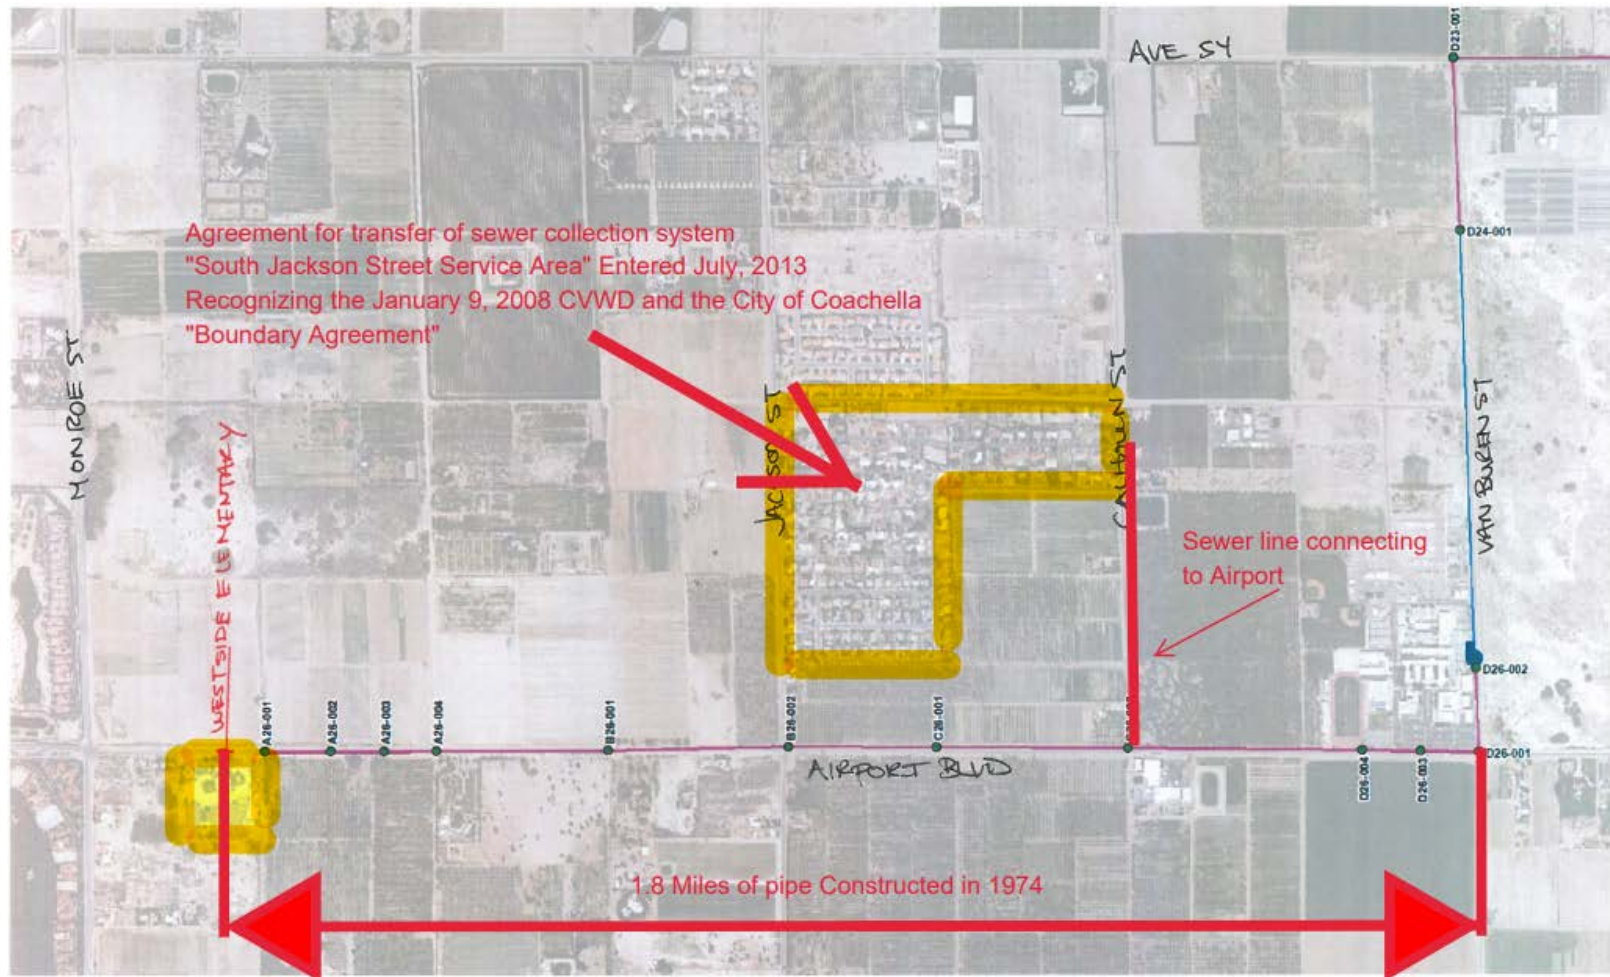 AVE 54
D23-001
D24-001
Agreement for transfer of sewer collection system
"South Jackson Street Service Area" Entered July, 2013
Recognizing the January 9, 2008 CVWD and the City of Coachella
"Boundary Agreement"
MONROE ST
JACKSON ST
CALHOUN ST
VAN BUREN ST
WESTSIDE ELEMENTARY
Sewer line connecting
to Airport
D26-002
A26-001
A26-002
A26-003
A26-004
B26-001
B26-002
C26-001
D26-004
D26-003
D26-001
AIRPORT BLVD
1.8 Miles of pipe Constructed in 1974